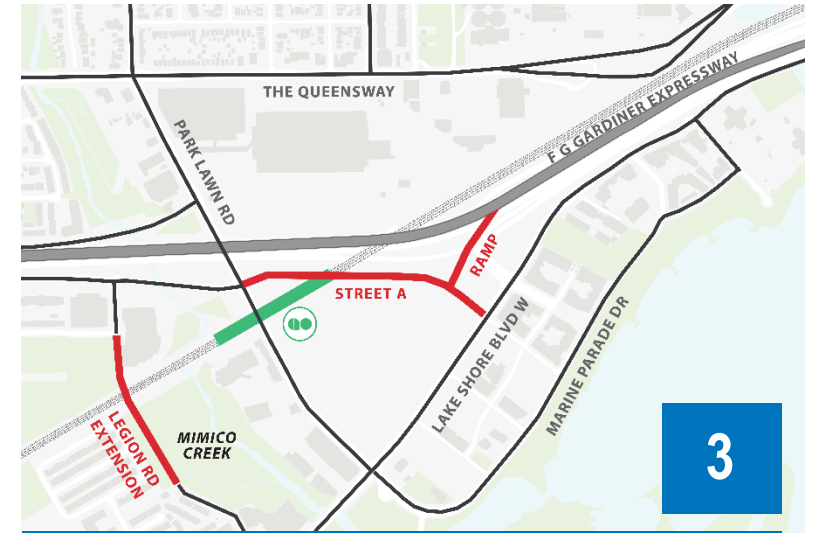 THE QUEENSWAY
F G GARDINER EXPRESSWAY
PARK LAWN RD
RAMP
STREET A
LAKE SHORE BLVD W
MARINE PARADE DR
LEGION RD
EXTENSION
MIMICO
CREEK
3